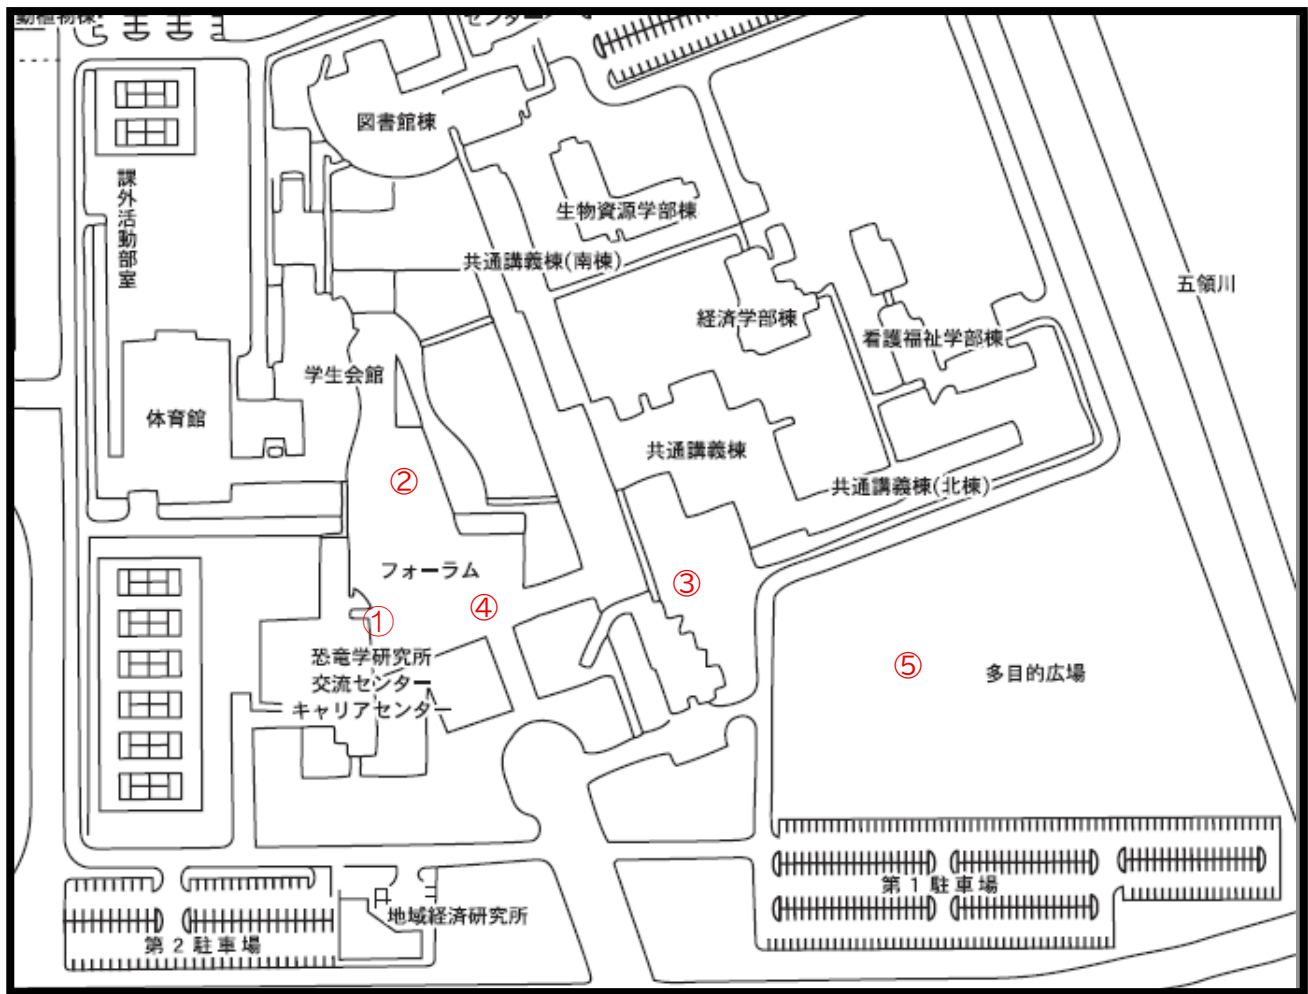 図書館棟
課外活動部室
生物資源学部棟
共通講義棟(南棟)
五領川
経済学部棟
看護福祉学部棟
学生会館
体育館
共通講義棟
②
共通講義棟(北棟)
フォーラム
③
④
①
恐竜学研究所
交流センター
キャリアセンター
⑤
多目的広場
第1駐車場
地域経済研究所
第2駐車場